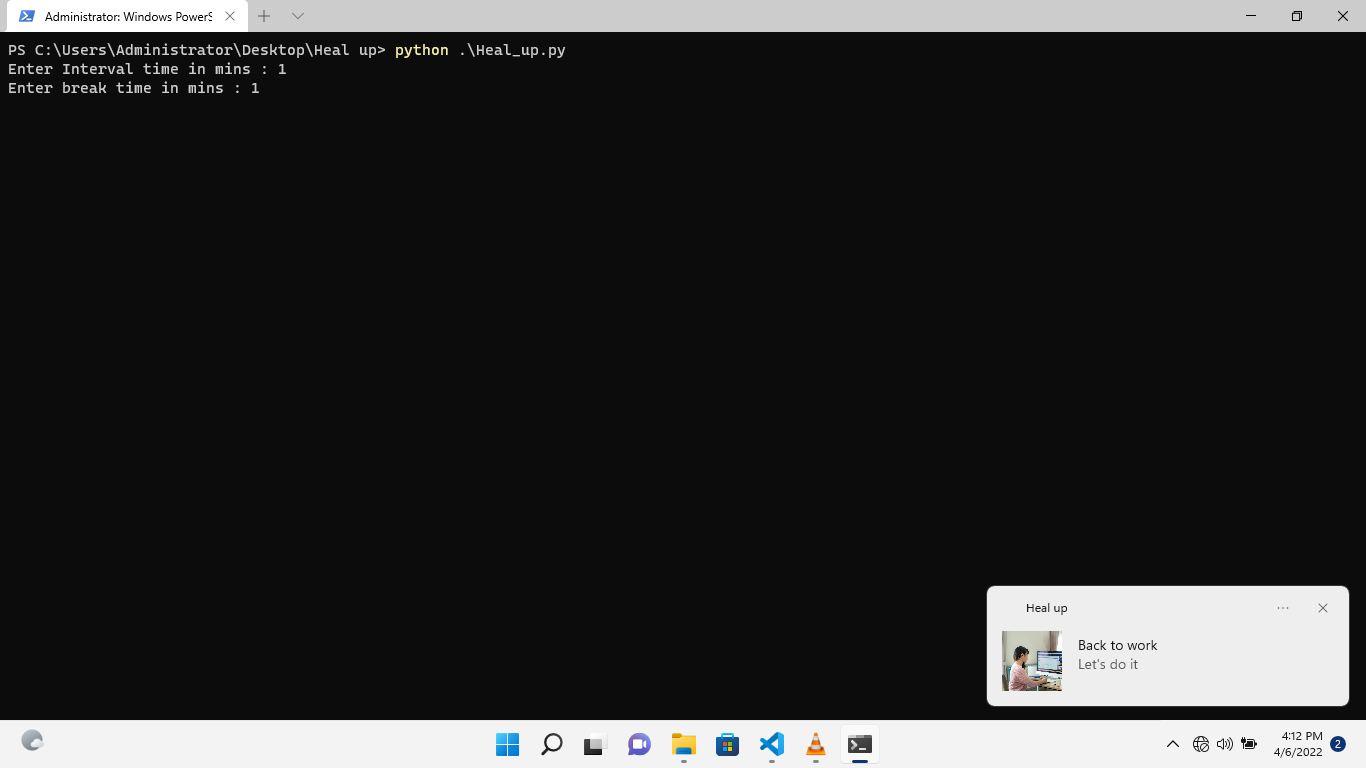 Administrator: Windows PowerS
PS C:\Users\Administrator\Desktop\Heal up> python .\Heal_up.py
Enter Interval time in mins : 1
Enter break time in mins : 1
Heal up
Back to work
Let's do it
4:12 PM
4/6/2022
2